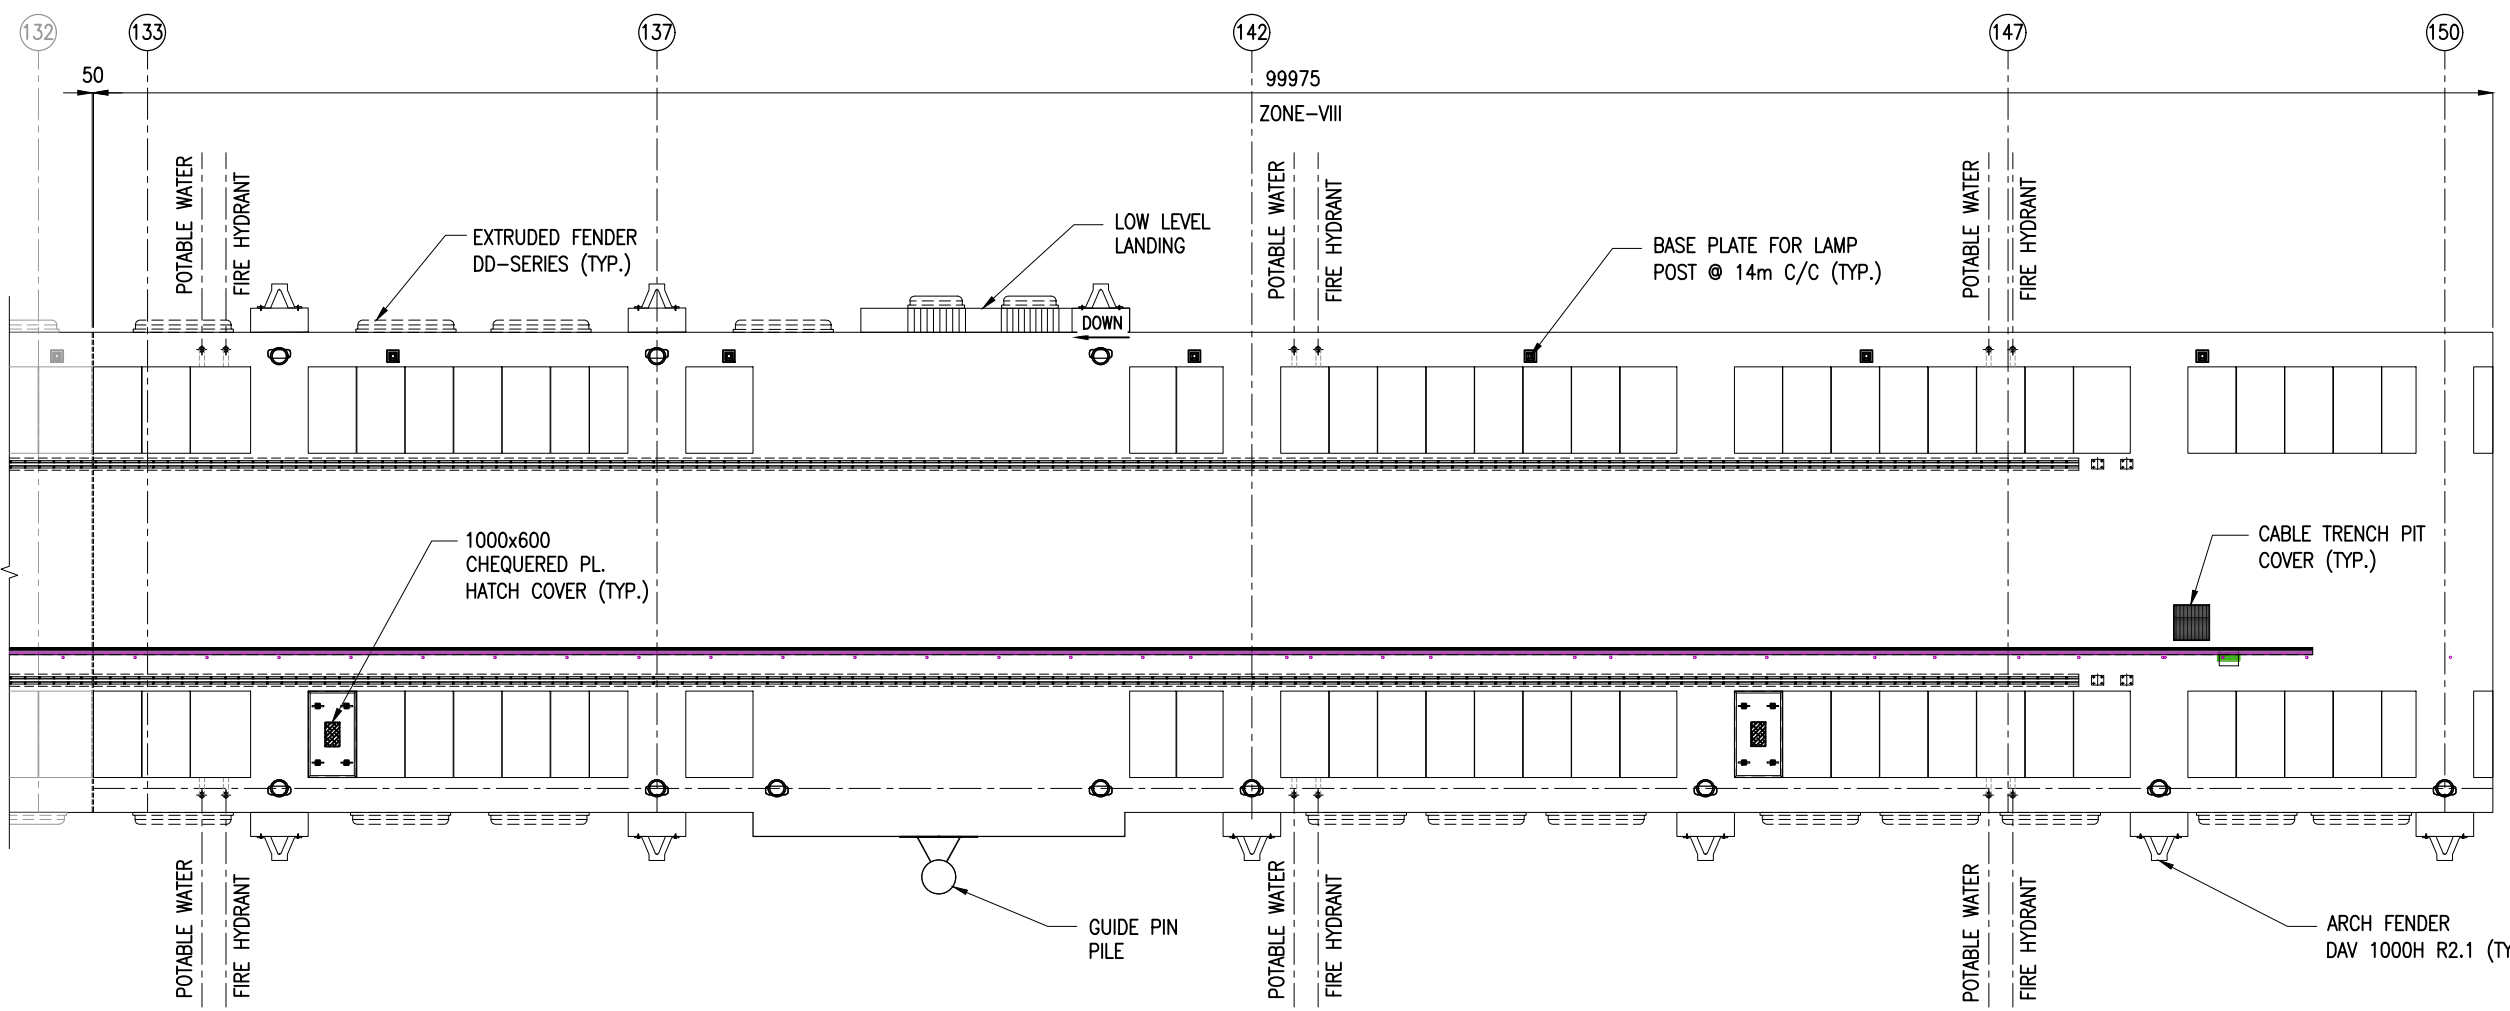 132
133
137
142
147
150
50
99975
ZONE-VIII
POTABLE WATER
FIRE HYDRANT
EXTRUDED FENDER
DD-SERIES (TYP.)
LOW LEVEL
LANDING
POTABLE WATER
FIRE HYDRANT
BASE PLATE FOR LAMP
POST @ 14m C/C (TYP.)
POTABLE WATER
FIRE HYDRANT
DOWN
1000x600
CHEQUERED PL.
HATCH COVER (TYP.)
CABLE TRENCH PIT
COVER (TYP.)
POTABLE WATER
FIRE HYDRANT
GUIDE PIN
PILE
POTABLE WATER
FIRE HYDRANT
POTABLE WATER
FIRE HYDRANT
ARCH FENDER
DAV 1000H R2.1 (TY